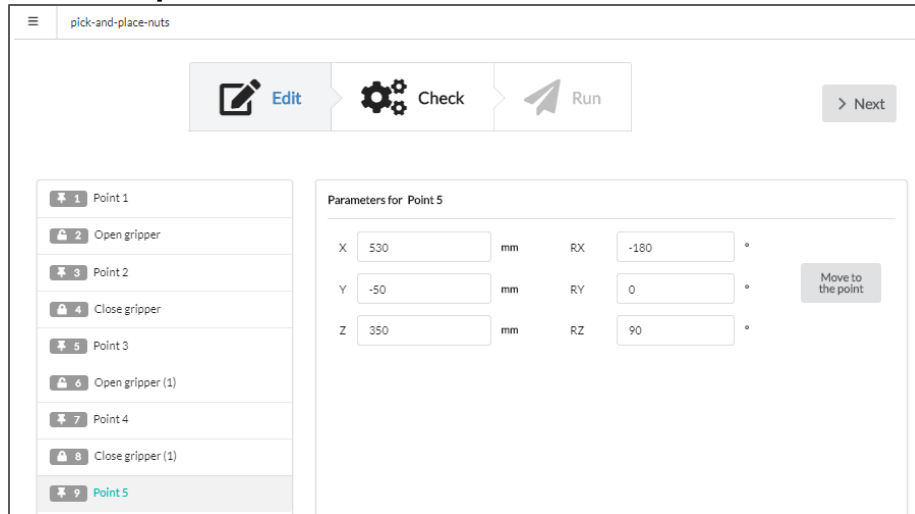 pick-and-place-nuts
Edit
Check
Run
> Next
1 Point 1
2 Open gripper
3 Point 2
4 Close gripper
5 Point 3
6 Open gripper (1)
7 Point 4
8 Close gripper (1)
9 Point 5
Parameters for Point 5
X 530 mm RX -180 °
Y -50 mm RY 0 °
Z 350 mm RZ 90 °
Move to
the point